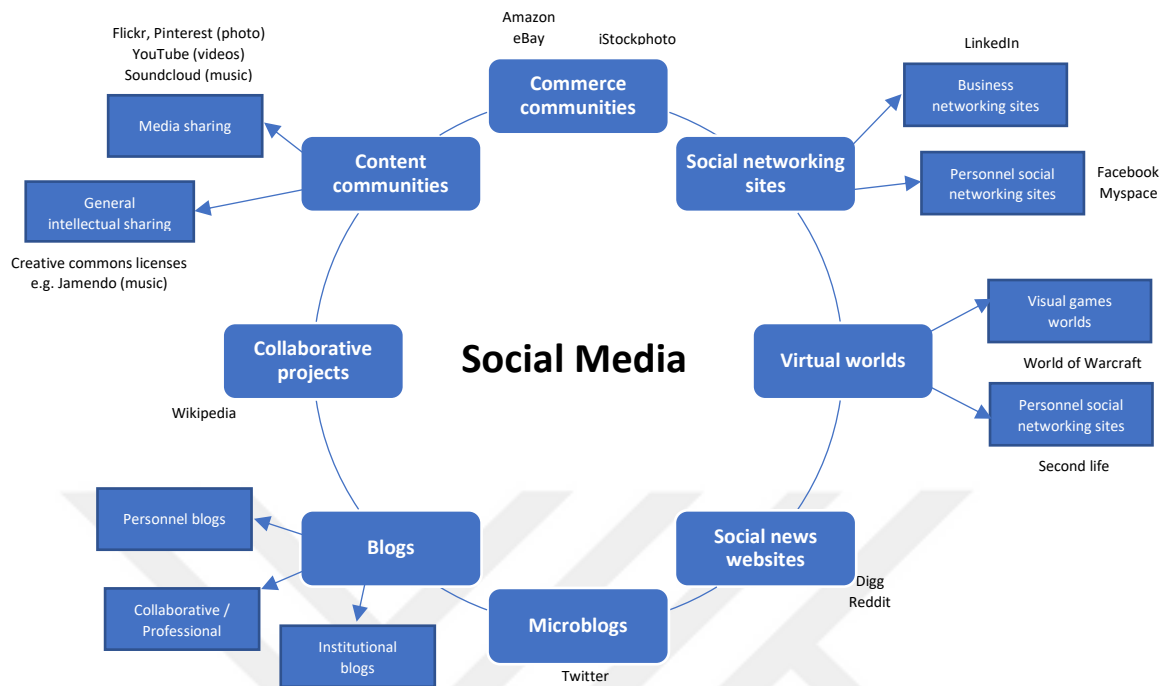 Amazon
eBay
iStockphoto
Flickr, Pinterest (photo)
YouTube (videos)
Soundcloud (music)
LinkedIn
Commerce
communities
Business
networking sites
Media sharing
Content
communities
Social networking
sites
Personnel social
networking sites
Facebook
Myspace
General
intellectual sharing
Creative commons licenses
e.g. Jamendo (music)
Visual games
worlds
Collaborative
projects
Social Media
Virtual worlds
World of Warcraft
Wikipedia
Personnel social
networking sites
Second life
Personnel blogs
Blogs
Social news
websites
Digg
Reddit
Collaborative /
Professional
Microblogs
Institutional
blogs
Twitter